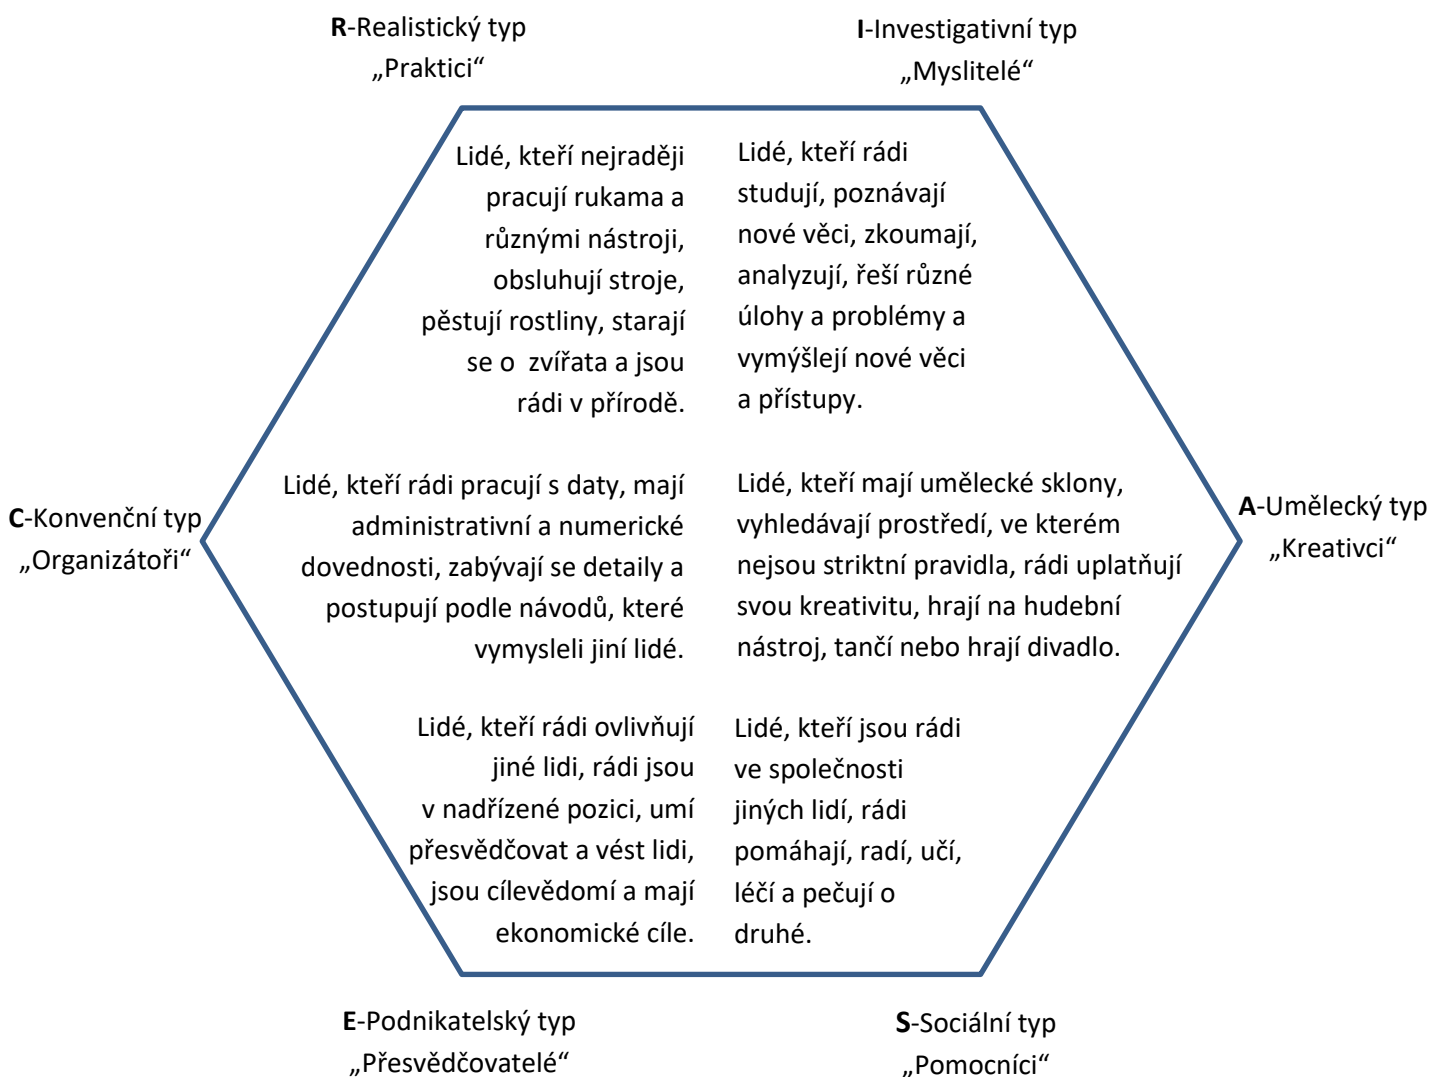 R-Realistický typ
„Praktici“
I-Investigativní typ
„Myslitelé“
Lidé, kteří nejraději
pracují rukama a
různými nástroji,
obsluhují stroje,
pěstují rostliny, starají
se o zvířata a jsou
rádi v přírodě.
Lidé, kteří rádi
studují, poznávají
nové věci, zkoumají,
analyzují, řeší různé
úlohy a problémy a
vymýšlejí nové věci
a přístupy.
C-Konvenční typ
„Organizátoři“
Lidé, kteří rádi pracují s daty, mají
administrativní a numerické
dovednosti, zabývají se detaily a
postupují podle návodů, které
vymysleli jiní lidé.
Lidé, kteří mají umělecké sklony,
vyhledávají prostředí, ve kterém
nejsou striktní pravidla, rádi uplatňují
svou kreativitu, hrají na hudební
nástroj, tančí nebo hrají divadlo.
A-Umělecký typ
„Kreativci“
Lidé, kteří rádi ovlivňují
jiné lidi, rádi jsou
v nadřízené pozici, umí
přesvědčovat a vést lidi,
jsou cílevědomí a mají
ekonomické cíle.
Lidé, kteří jsou rádi
ve společnosti
jiných lidí, rádi
pomáhají, radí, učí,
léčí a pečují o
druhé.
E-Podnikatelský typ
„Přesvědčovatelé“
S-Sociální typ
„Pomocníci“